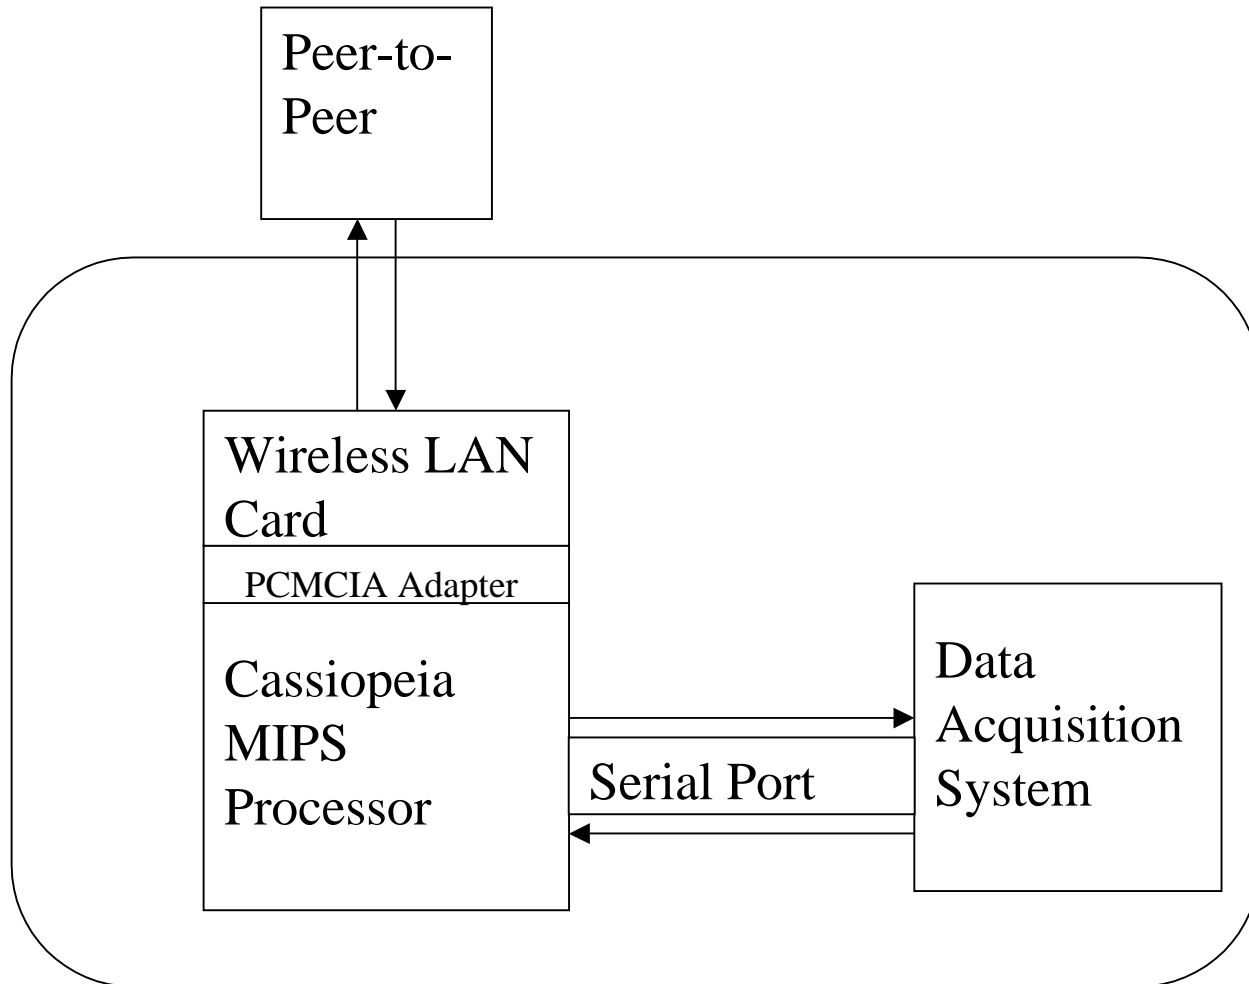 Peer-to-
Peer
Wireless LAN
Card
PCMCIA Adapter
Cassiopeia
MIPS
Processor
Serial Port
Data
Acquisition
System